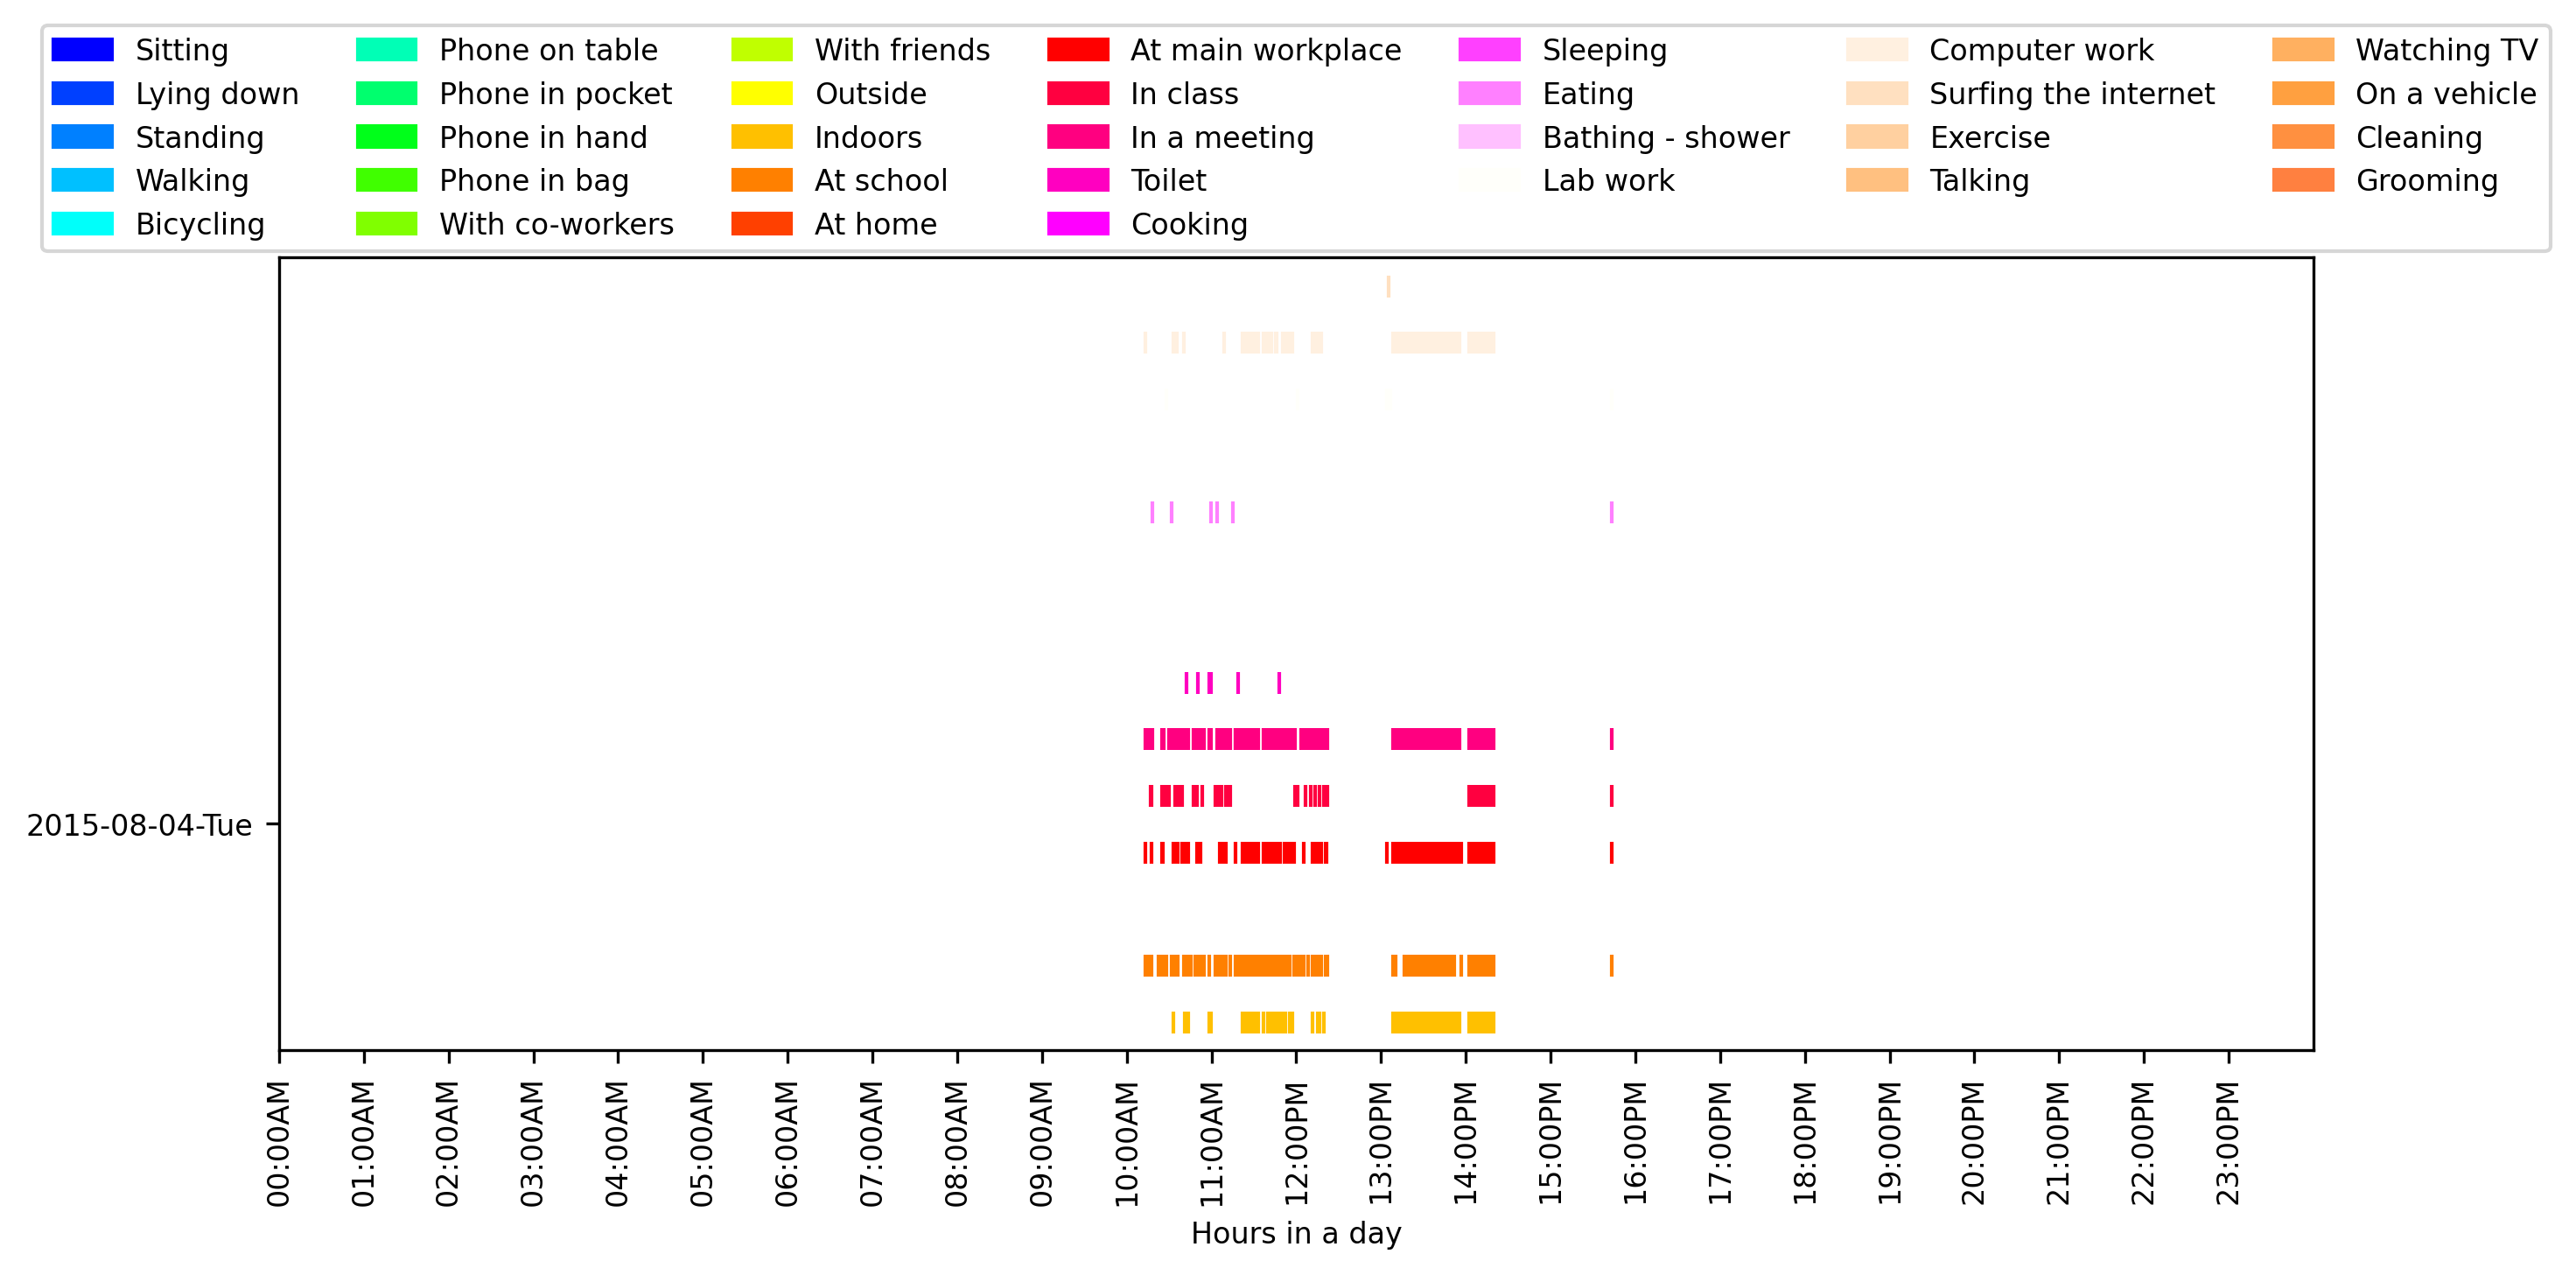 Sitting Phone on table With friends At main workplace Sleeping Computer work Watching TV
Lying down Phone in pocket Outside In class Eating Surfing the internet On a vehicle
Standing Phone in hand Indoors In a meeting Bathing - shower Exercise Cleaning
Walking Phone in bag At school Toilet Lab work Talking Grooming
Bicycling With co-workers At home Cooking
2015-08-04-Tue
00:00AM
01:00AM
02:00AM
03:00AM
04:00AM
05:00AM
06:00AM
07:00AM
08:00AM
09:00AM
10:00AM
11:00AM
12:00PM
13:00PM
14:00PM
15:00PM
16:00PM
17:00PM
18:00PM
19:00PM
20:00PM
21:00PM
22:00PM
23:00PM
Hours in a day